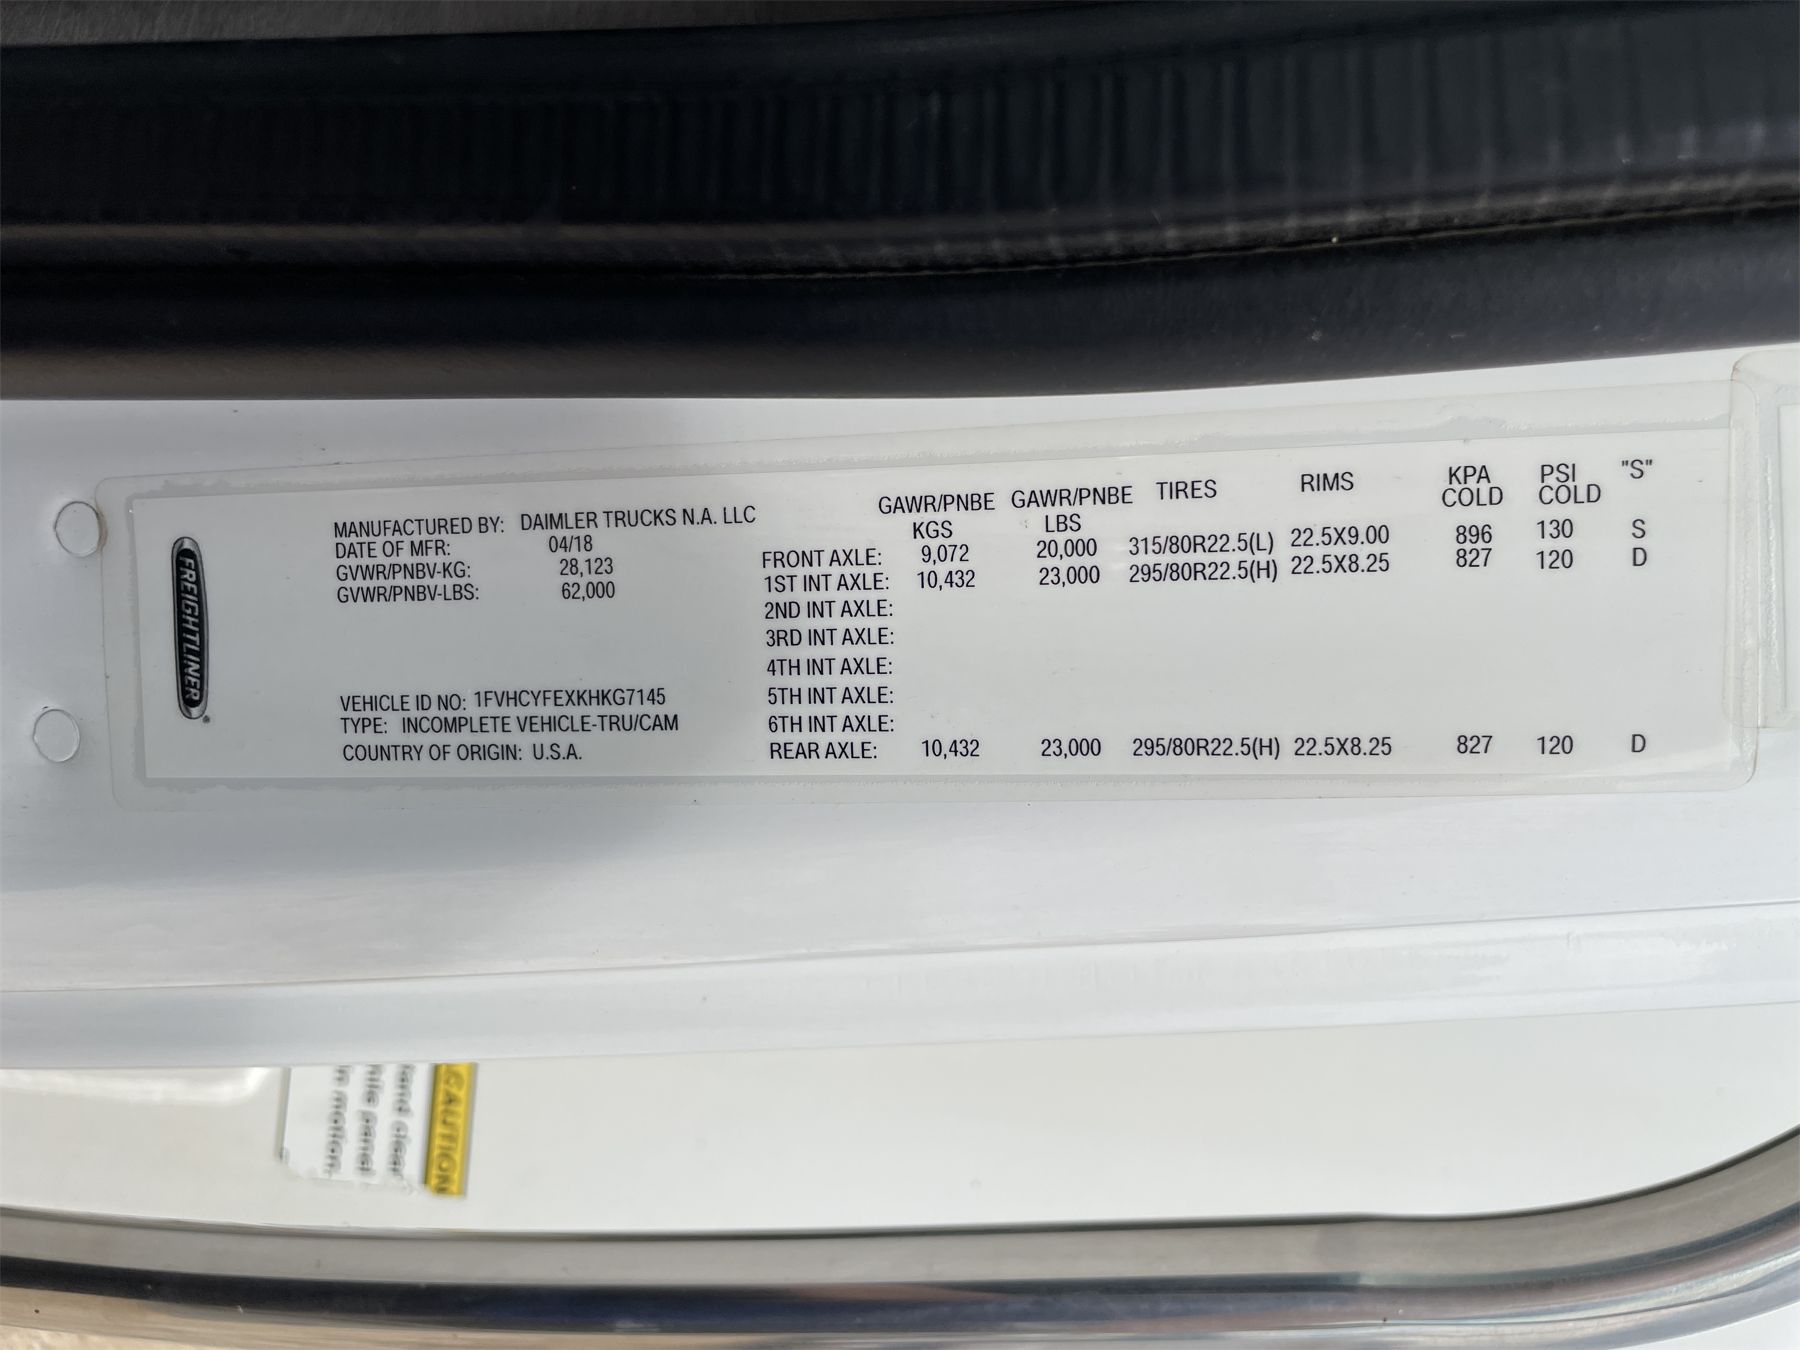 FREIGHTLINER
MANUFACTURED BY: DAIMLER TRUCKS N.A. LLC
DATE OF MFR: 04/18
GVWR/PNBV-KG: 28,123
GVWR/PNBV-LBS: 62,000
VEHICLE ID NO: 1FVHCYFEXKHKG7145
TYPE: INCOMPLETE VEHICLE-TRU/CAM
COUNTRY OF ORIGIN: U.S.A.
GAWR/PNBE KGS GAWR/PNBE LBS TIRES RIMS KPA COLD PSI COLD "S"
FRONT AXLE: 9,072 20,000 315/80R22.5(L) 22.5X9.00 896 130 S
1ST INT AXLE: 10,432 23,000 295/80R22.5(H) 22.5X8.25 827 120 D
2ND INT AXLE:
3RD INT AXLE:
4TH INT AXLE:
5TH INT AXLE:
6TH INT AXLE:
REAR AXLE: 10,432 23,000 295/80R22.5(H) 22.5X8.25 827 120 D
CAUTION
tand clear
panel
in motion.